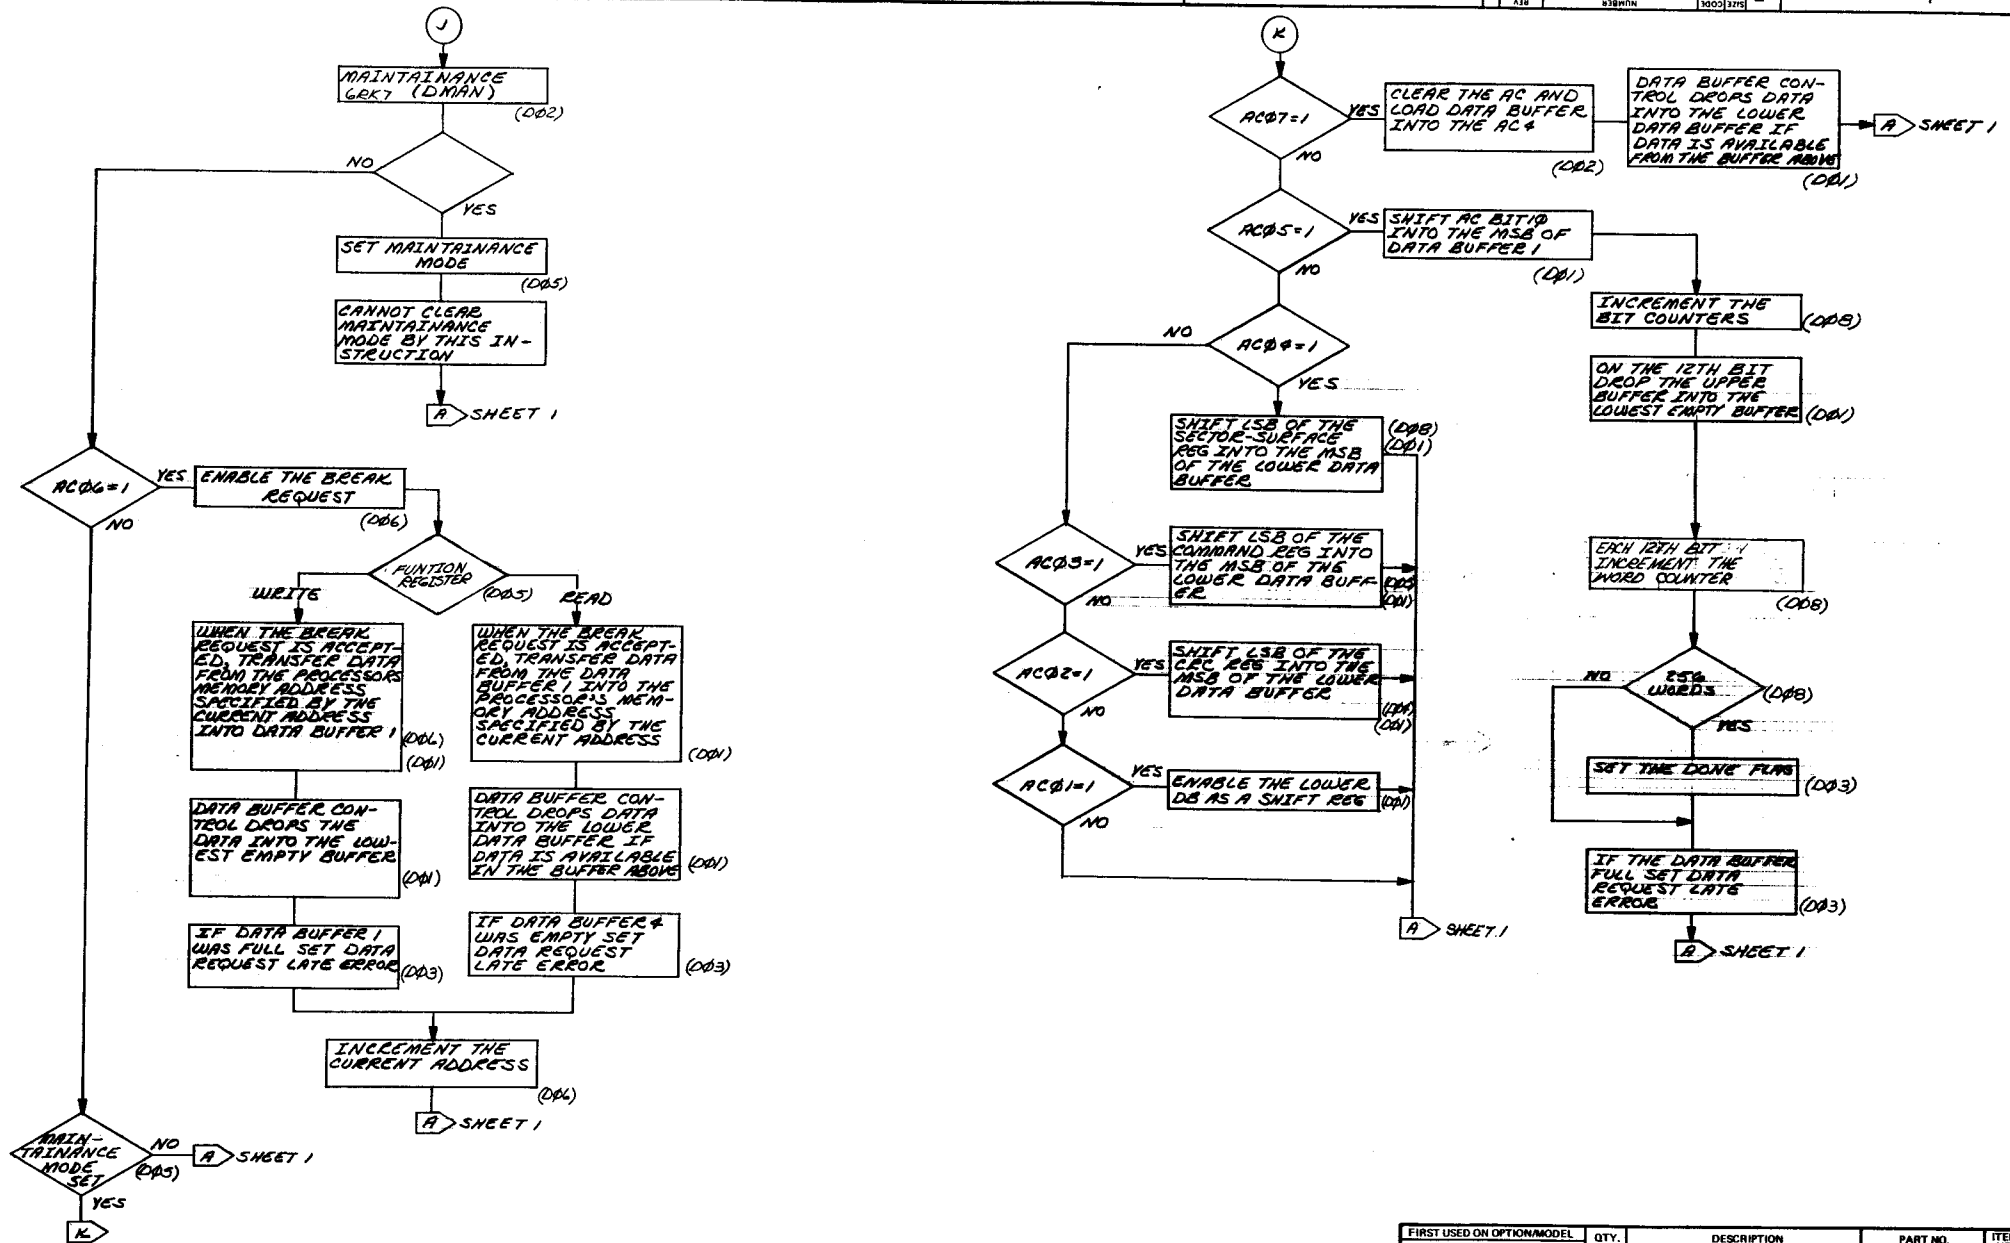 SIZE CODE
NUMBER
REV
J
MAINTAINANCE
6RK7 (DMAN)
(DØ2)
NO
YES
SET MAINTAINANCE
MODE
(DØ5)
CANNOT CLEAR
MAINTAINANCE
MODE BY THIS IN-
STRUCTION
A SHEET 1
ACØ6=1
YES
NO
ENABLE THE BREAK
REQUEST
(DØ6)
FUNTION
REGISTER
(DØ5)
WRITE
READ
WHEN THE BREAK
REQUEST IS ACCEPT-
ED, TRANSFER DATA
FROM THE PROCESSORS
MEMORY ADDRESS
SPECIFIED BY THE
CURRENT ADDRESS
INTO DATA BUFFER 1
(DØ6)
(DØ1)
DATA BUFFER CON-
TROL DROPS THE
DATA INTO THE LOW-
EST EMPTY BUFFER
(DØ1)
IF DATA BUFFER 1
WAS FULL SET DATA
REQUEST LATE ERROR
(DØ3)
WHEN THE BREAK
REQUEST IS ACCEPT-
ED, TRANSFER DATA
FROM THE DATA
BUFFER 1 INTO THE
PROCESSOR'S MEM-
ORY ADDRESS
SPECIFIED BY THE
CURRENT ADDRESS
(DØ1)
DATA BUFFER CON-
TROL DROPS DATA
INTO THE LOWER
DATA BUFFER IF
DATA IS AVAILABLE
IN THE BUFFER ABOVE
(DØ1)
IF DATA BUFFER 4
WAS EMPTY SET
DATA REQUEST
LATE ERROR
(DØ3)
INCREMENT THE
CURRENT ADDRESS
(DØ6)
A SHEET 1
MAIN-
TAINANCE
MODE
SET
(DØ5)
NO
A SHEET 1
YES
K
K
ACØ7=1
YES
NO
CLEAR THE AC AND
LOAD DATA BUFFER
INTO THE AC 4
(DØ2)
DATA BUFFER CON-
TROL DROPS DATA
INTO THE LOWER
DATA BUFFER IF
DATA IS AVAILABLE
FROM THE BUFFER ABOVE
(DØ1)
A SHEET 1
ACØ5=1
YES
NO
SHIFT AC BIT 1Ø
INTO THE MSB OF
DATA BUFFER 1
(DØ1)
INCREMENT THE
BIT COUNTERS
(DØ8)
ON THE 12TH BIT
DROP THE UPPER
BUFFER INTO THE
LOWEST EMPTY BUFFER
(DØ1)
EACH 12TH BIT
INCREMENT THE
WORD COUNTER
(DØ8)
256
WORDS
(DØ8)
NO
YES
SET THE DONE FLAG
(DØ3)
IF THE DATA BUFFER
FULL SET DATA
REQUEST LATE
ERROR
(DØ3)
A SHEET 1
ACØ4=1
NO
YES
SHIFT LSB OF THE
SECTOR-SURFACE
REG INTO THE MSB
OF THE LOWER DATA
BUFFER
(DØ8)
(DØ1)
ACØ3=1
YES
NO
SHIFT LSB OF THE
COMMAND REG INTO
THE MSB OF THE
LOWER DATA BUFF-
ER
(DØ5)
(DØ1)
ACØ2=1
YES
NO
SHIFT LSB OF THE
CRC REG INTO THE
MSB OF THE LOWER
DATA BUFFER
(DØ4)
(DØ1)
ACØ1=1
YES
NO
ENABLE THE LOWER
DB AS A SHIFT REG
(DØ1)
A SHEET 1
FIRST USED ON OPTION/MODEL
QTY.
DESCRIPTION
PART NO.